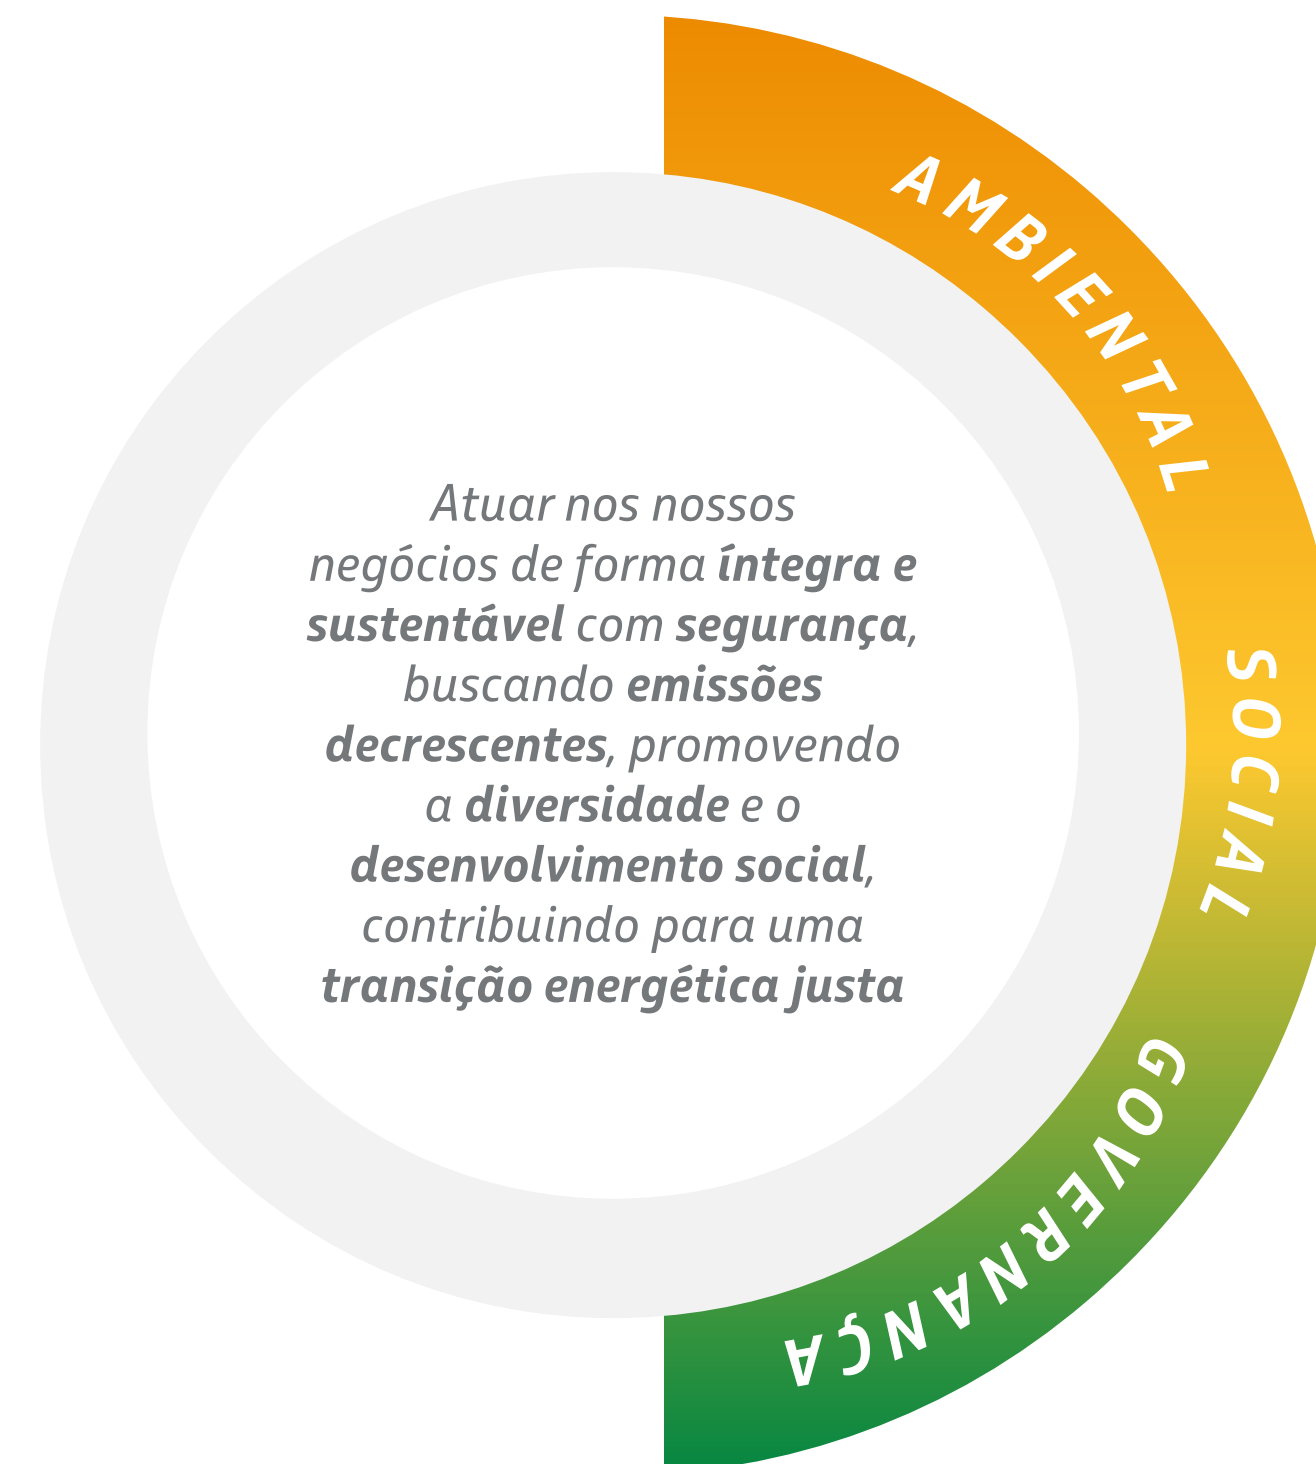 Atuar nos nossos
negócios de forma íntegra e
sustentável com segurança,
buscando emissões
decrescentes, promovendo
a diversidade e o
desenvolvimento social,
contribuindo para uma
transição energética justa
AMBIENTAL
SOCIAL
GOVERNANÇA